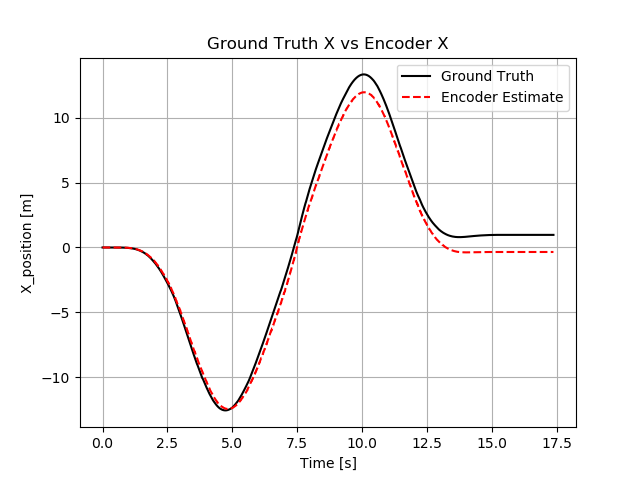 Ground Truth X vs Encoder X
Ground Truth
Encoder Estimate
X_position [m]
10
5
0
−5
−10
0.0 2.5 5.0 7.5 10.0 12.5 15.0 17.5
Time [s]